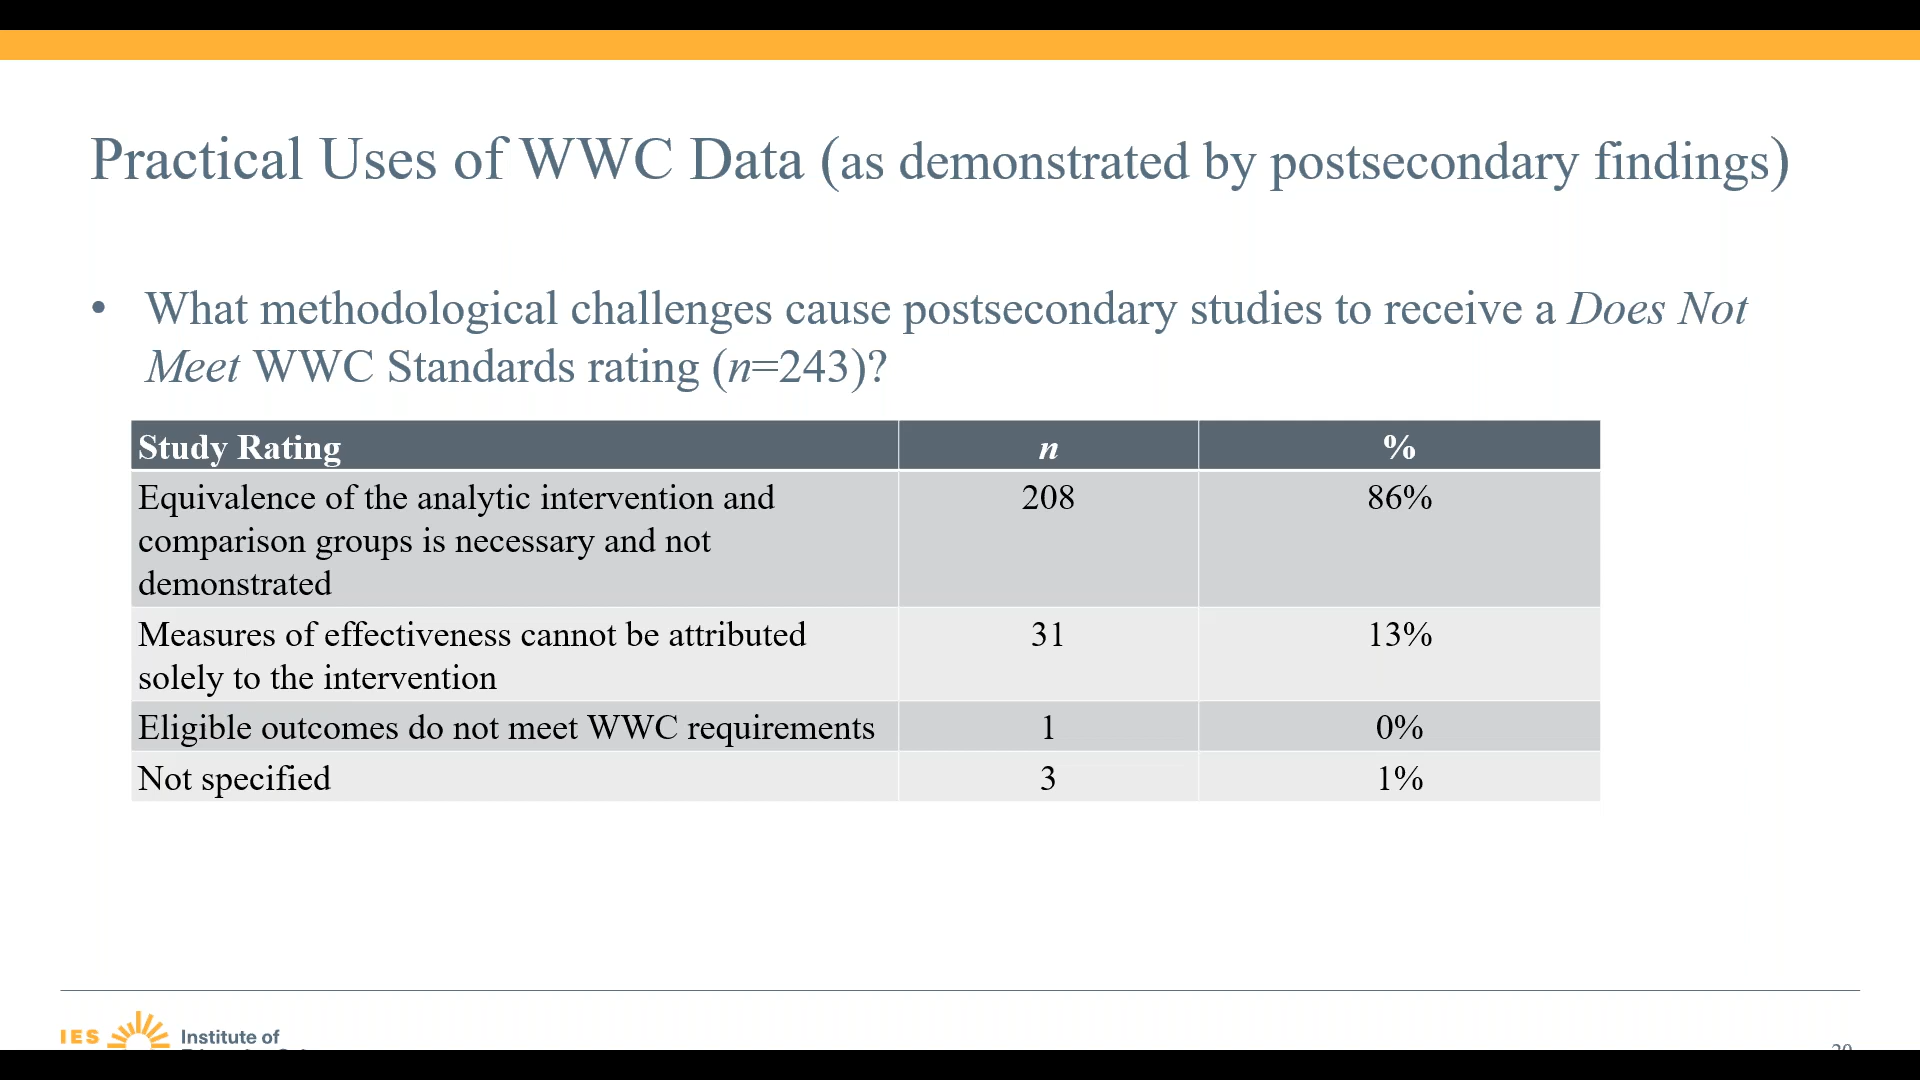 Practical Uses of WWC Data (as demonstrated by postsecondary findings)
• What methodological challenges cause postsecondary studies to receive a Does Not
Meet WWC Standards rating (n=243)?
Study Rating n %
Equivalence of the analytic intervention and 208 86%
comparison groups is necessary and not
demonstrated
Measures of effectiveness cannot be attributed 31 13%
solely to the intervention
Eligible outcomes do not meet WWC requirements 1 0%
Not specified 3 1%
IES Institute of